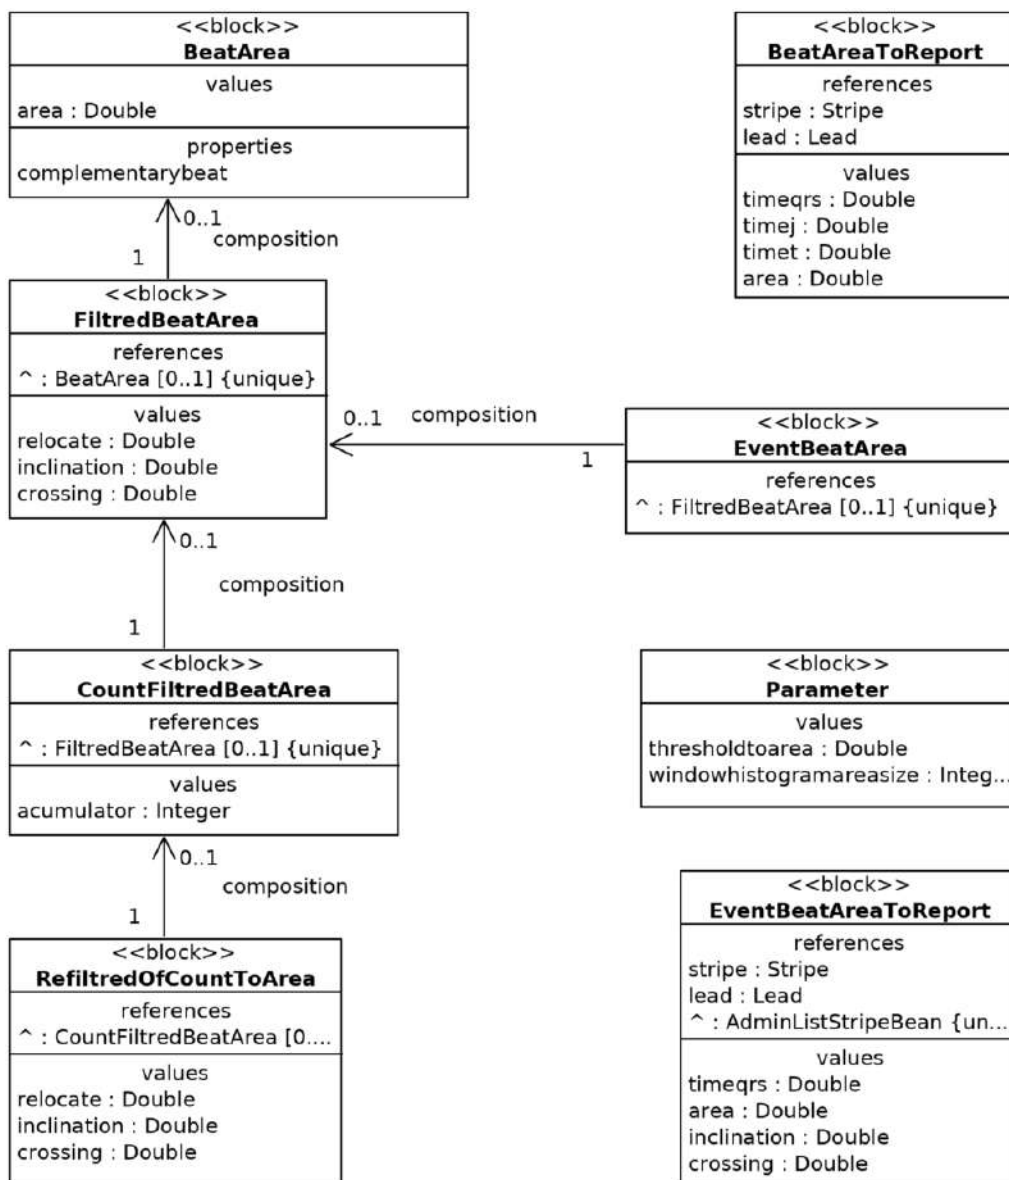 <<block>>
BeatArea
values
area : Double
properties
complementarybeat
0..1
composition
1
<<block>>
FiltredBeatArea
references
^ : BeatArea [0..1] {unique}
values
relocate : Double
inclination : Double
crossing : Double
0..1
composition
1
<<block>>
CountFiltredBeatArea
references
^ : FiltredBeatArea [0..1] {unique}
values
acumulator : Integer
0..1
composition
1
<<block>>
RefiltredOfCountToArea
references
^ : CountFiltredBeatArea [0....
values
relocate : Double
inclination : Double
crossing : Double
<<block>>
BeatAreaToReport
references
stripe : Stripe
lead : Lead
values
timeqrs : Double
timej : Double
timet : Double
area : Double
0..1
composition
1
<<block>>
EventBeatArea
references
^ : FiltredBeatArea [0..1] {unique}
<<block>>
Parameter
values
thresholdtoarea : Double
windowhistogramareasize : Integ...
<<block>>
EventBeatAreaToReport
references
stripe : Stripe
lead : Lead
^ : AdminListStripeBean {un...
values
timeqrs : Double
area : Double
inclination : Double
crossing : Double